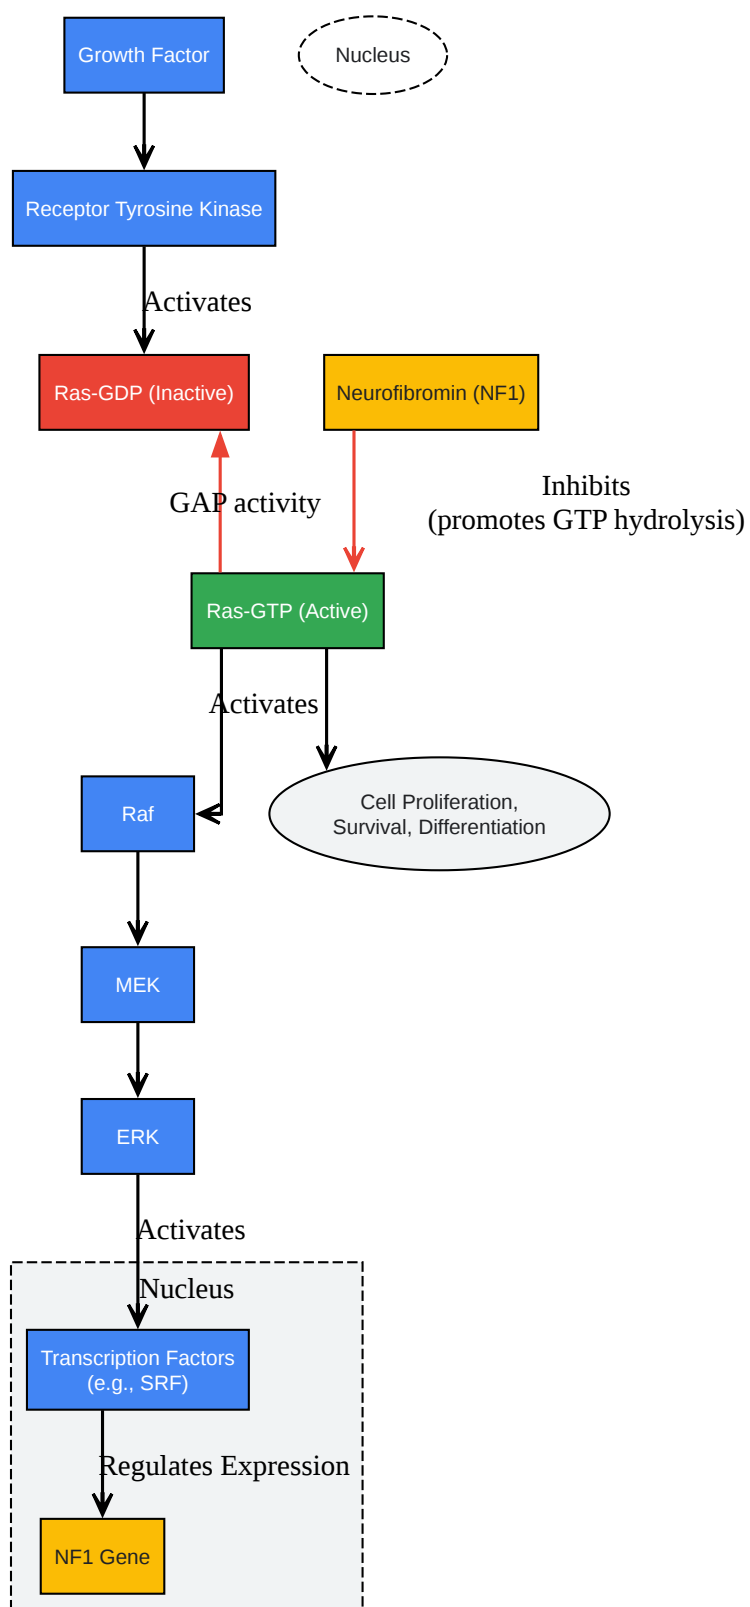 Growth Factor
Nucleus
Receptor Tyrosine Kinase
Activates
Ras-GDP (Inactive)
Neurofibromin (NF1)
GAP activity
Inhibits
(promotes GTP hydrolysis)
Ras-GTP (Active)
Activates
Raf
Cell Proliferation,
Survival, Differentiation
MEK
ERK
Activates
Nucleus
Transcription Factors
(e.g., SRF)
Regulates Expression
NF1 Gene